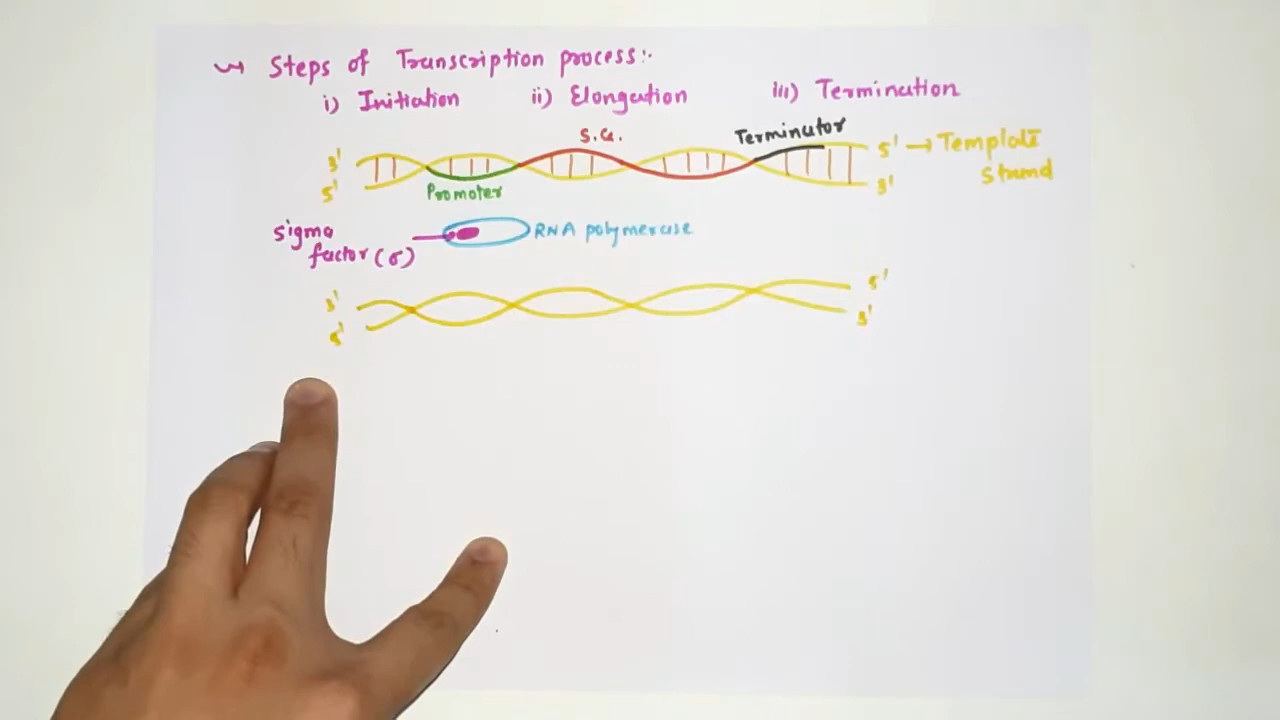 → Steps of Transcription process:-
i) Initiation ii) Elongation iii) Termination
S.G. Terminator
3' 5' → Template
5' 3' strand
Promoter
sigma RNA polymerase
factor (σ)
3' 5'
5' 3'